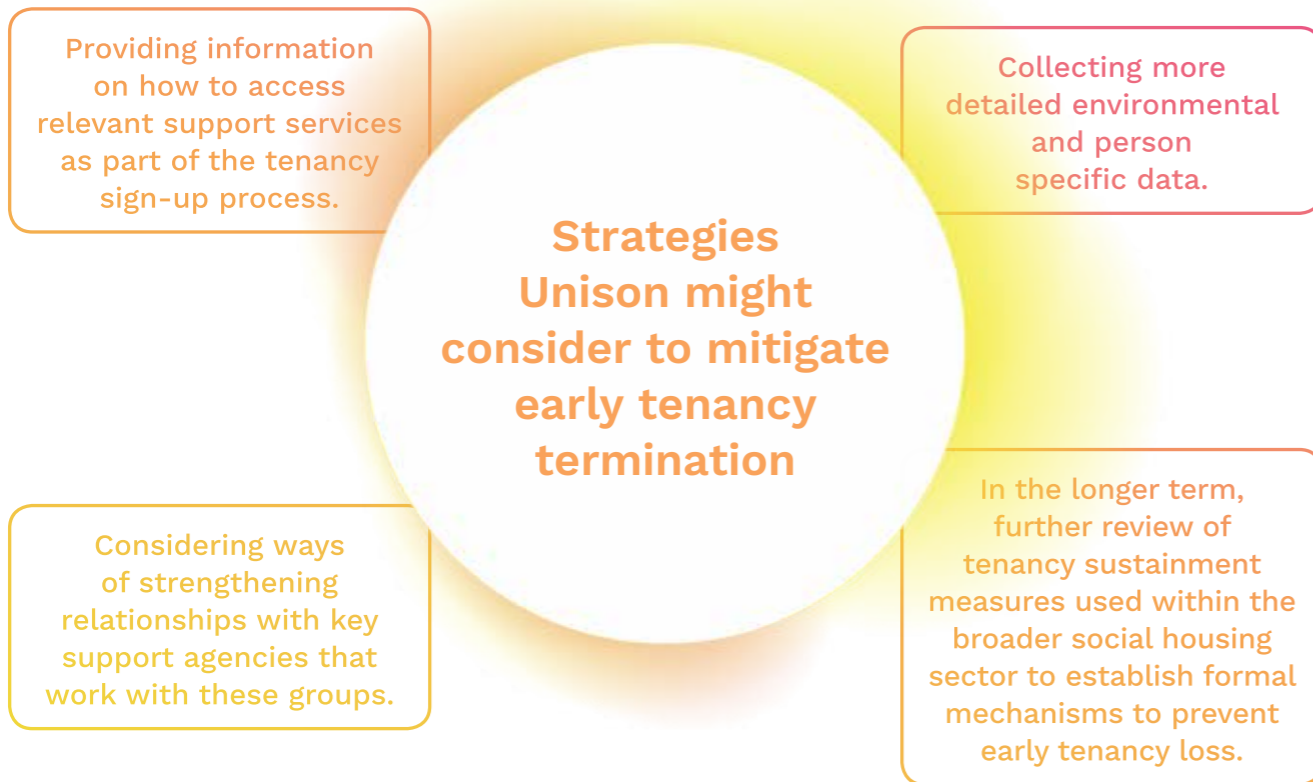 Providing information
on how to access
relevant support services
as part of the tenancy
sign-up process.
Collecting more
detailed environmental
and person
specific data.
Strategies
Unison might
consider to mitigate
early tenancy
termination
Considering ways
of strengthening
relationships with key
support agencies that
work with these groups.
In the longer term,
further review of
tenancy sustainment
measures used within the
broader social housing
sector to establish formal
mechanisms to prevent
early tenancy loss.